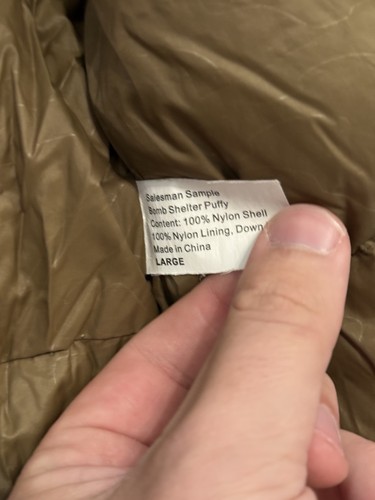 Salesman Sample
Bomb Shelter Puffy
Content: 100% Nylon Shell
100% Nylon Lining, Down
Made in China
LARGE